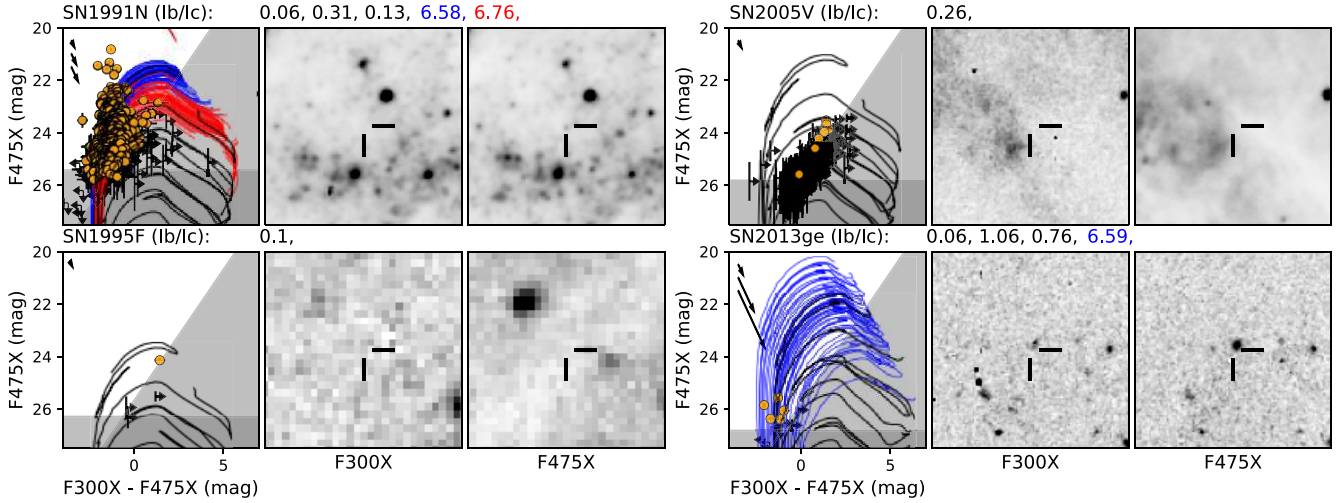 SN1991N (Ib/Ic): 0.06, 0.31, 0.13, 6.58, 6.76,
SN2005V (Ib/Ic): 0.26,
20
22
24
26
F475X (mag)
20
22
24
26
F475X (mag)
SN1995F (Ib/Ic): 0.1,
SN2013ge (Ib/Ic): 0.06, 1.06, 0.76, 6.59,
20
22
24
26
F475X (mag)
0 5
F300X - F475X (mag)
F300X
F475X
20
22
24
26
F475X (mag)
0 5
F300X - F475X (mag)
F300X
F475X